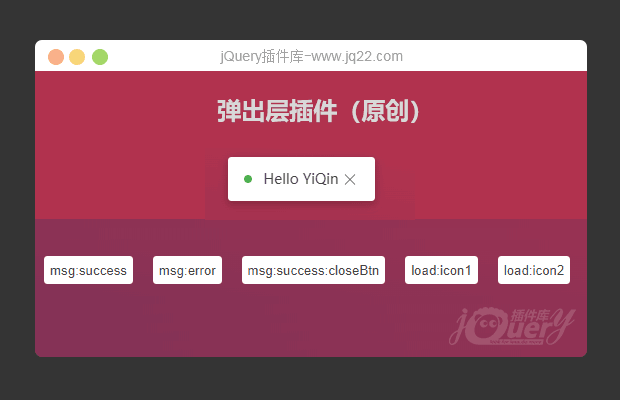 jQuery插件库-www.jq22.com
弹出层插件（原创）
Hello YiQin
msg:success msg:error msg:success:closeBtn load:icon1 load:icon2
jQuery 插件库